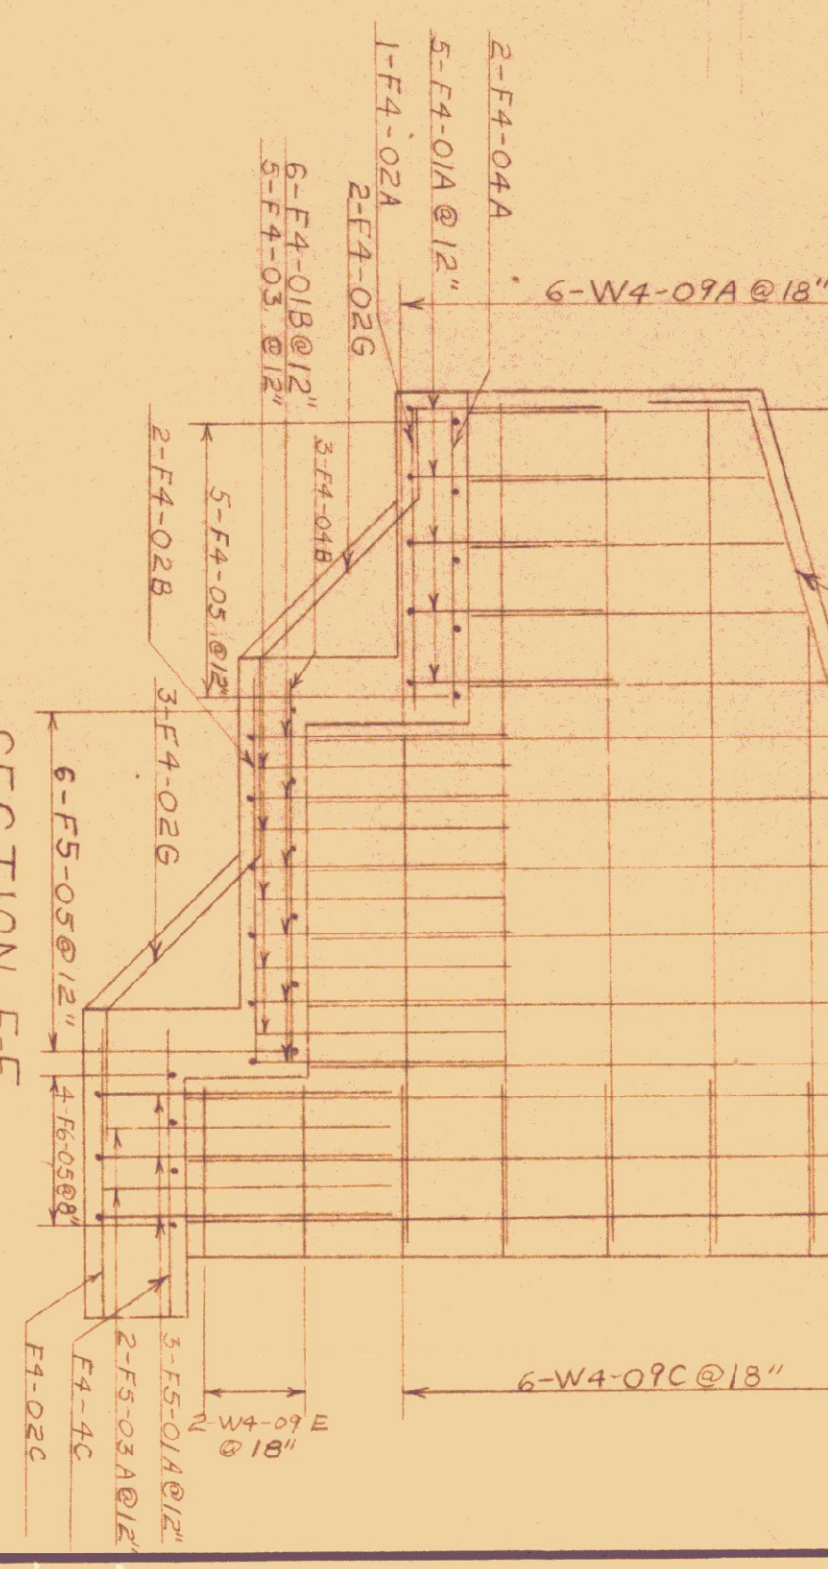 2-F4-04A
5-F4-01A @ 12"
1-F4-02A
2-F4-02G
6-F4-01B@12"
5-F4-03 @12"
6-W4-09A @ 18"
3-F4-04B
5-F4-05 @12"
2-F4-02B
3-F4-02G
6-F5-05@12"
SECTION
4-F6-05@8"
3-F5-01A@12"
2-F5-03A@12"
F4-4C
F4-02C
2-W4-09E
@ 18"
6-W4-09C @ 18"